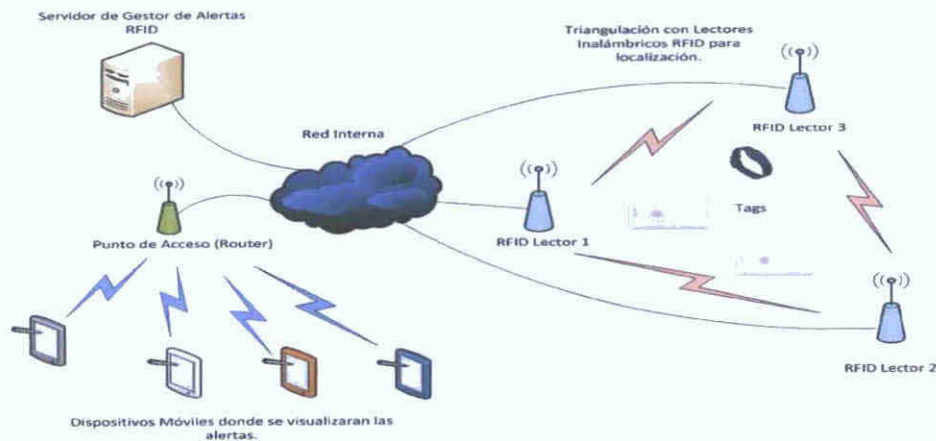 Servidor de Gestor de Alertas
RFID
Triangulación con Lectores
Inalámbricos RFID para
localización.
Red Interna
RFID Lector 3
Tags
RFID Lector 1
Punto de Acceso (Router)
RFID Lector 2
Dispositivos Móviles donde se visualizaran las
alertas.